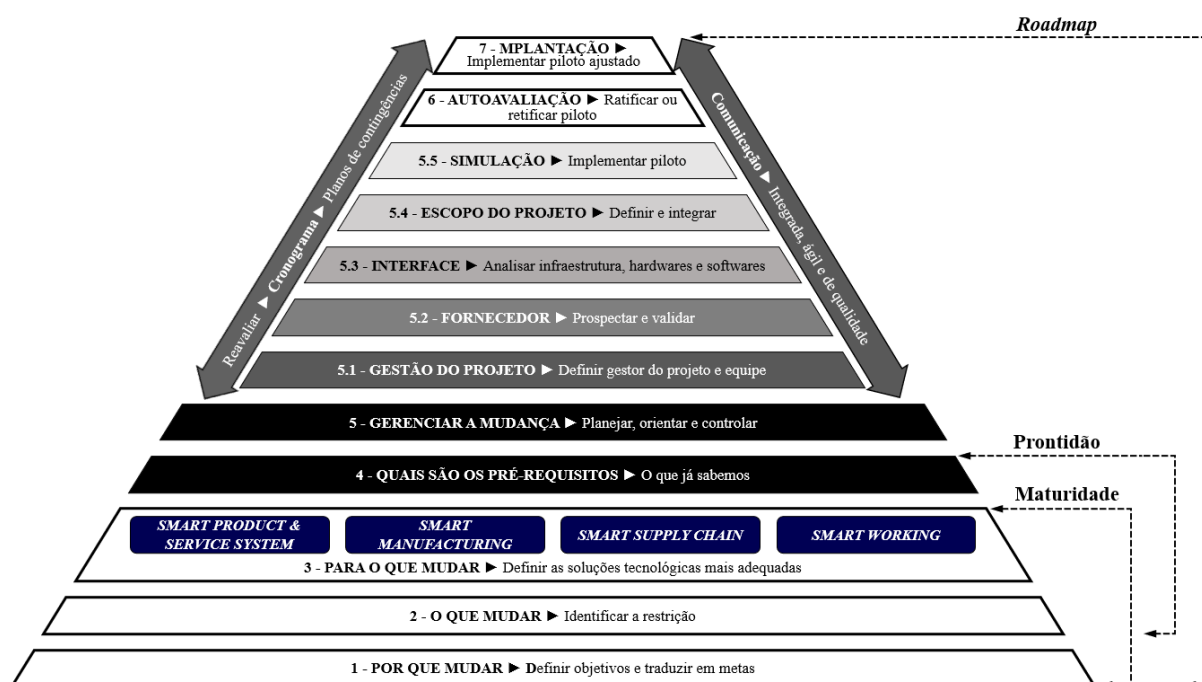 Roadmap
7 - MPLANTAÇÃO ►
Implementar piloto ajustado
6 - AUTOAVALIAÇÃO ► Ratificar ou
retificar piloto
5.5 - SIMULAÇÃO ► Implementar piloto
5.4 - ESCOPO DO PROJETO ► Definir e integrar
5.3 - INTERFACE ► Analisar infraestrutura, hardwares e softwares
5.2 - FORNECEDOR ► Prospectar e validar
5.1 - GESTÃO DO PROJETO ► Definir gestor do projeto e equipe
Reavaliar ► Cronograma ► Planos de contingências
Comunicação ► Integrada, ágil e de qualidade
5 - GERENCIAR A MUDANÇA ► Planejar, orientar e controlar
Prontidão
4 - QUAIS SÃO OS PRÉ-REQUISITOS ► O que já sabemos
Maturidade
SMART PRODUCT &
SERVICE SYSTEM
SMART
MANUFACTURING
SMART SUPPLY CHAIN
SMART WORKING
3 - PARA O QUE MUDAR ► Definir as soluções tecnológicas mais adequadas
2 - O QUE MUDAR ► Identificar a restrição
1 - POR QUE MUDAR ► Definir objetivos e traduzir em metas